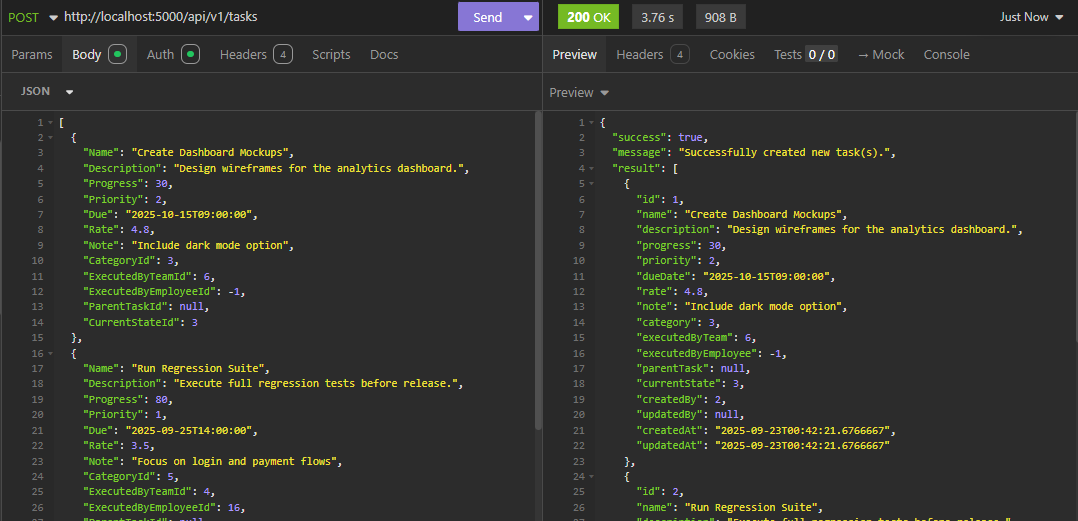 POST http://localhost:5000/api/v1/tasks Send 200 OK 3.76 s 908 B Just Now
Params Body Auth Headers 4 Scripts Docs
Preview Headers 4 Cookies Tests 0 / 0 → Mock Console
JSON
Preview
1 [
2 {
3 "Name": "Create Dashboard Mockups",
4 "Description": "Design wireframes for the analytics dashboard.",
5 "Progress": 30,
6 "Priority": 2,
7 "Due": "2025-10-15T09:00:00",
8 "Rate": 4.8,
9 "Note": "Include dark mode option",
10 "CategoryId": 3,
11 "ExecutedByTeamId": 6,
12 "ExecutedByEmployeeId": -1,
13 "ParentTaskId": null,
14 "CurrentStateId": 3
15 },
16 {
17 "Name": "Run Regression Suite",
18 "Description": "Execute full regression tests before release.",
19 "Progress": 80,
20 "Priority": 1,
21 "Due": "2025-09-25T14:00:00",
22 "Rate": 3.5,
23 "Note": "Focus on login and payment flows",
24 "CategoryId": 5,
25 "ExecutedByTeamId": 4,
26 "ExecutedByEmployeeId": 16,
27 "ParentTaskId": null,
1 {
2 "success": true,
3 "message": "Successfully created new task(s).",
4 "result": [
5 {
6 "id": 1,
7 "name": "Create Dashboard Mockups",
8 "description": "Design wireframes for the analytics dashboard.",
9 "progress": 30,
10 "priority": 2,
11 "dueDate": "2025-10-15T09:00:00",
12 "rate": 4.8,
13 "note": "Include dark mode option",
14 "category": 3,
15 "executedByTeam": 6,
16 "executedByEmployee": -1,
17 "parentTask": null,
18 "currentState": 3,
19 "createdBy": 2,
20 "updatedBy": null,
21 "createdAt": "2025-09-23T00:42:21.6766667",
22 "updatedAt": "2025-09-23T00:42:21.6766667"
23 },
24 {
25 "id": 2,
26 "name": "Run Regression Suite",
27 "description": "Execute full regression tests before release.",